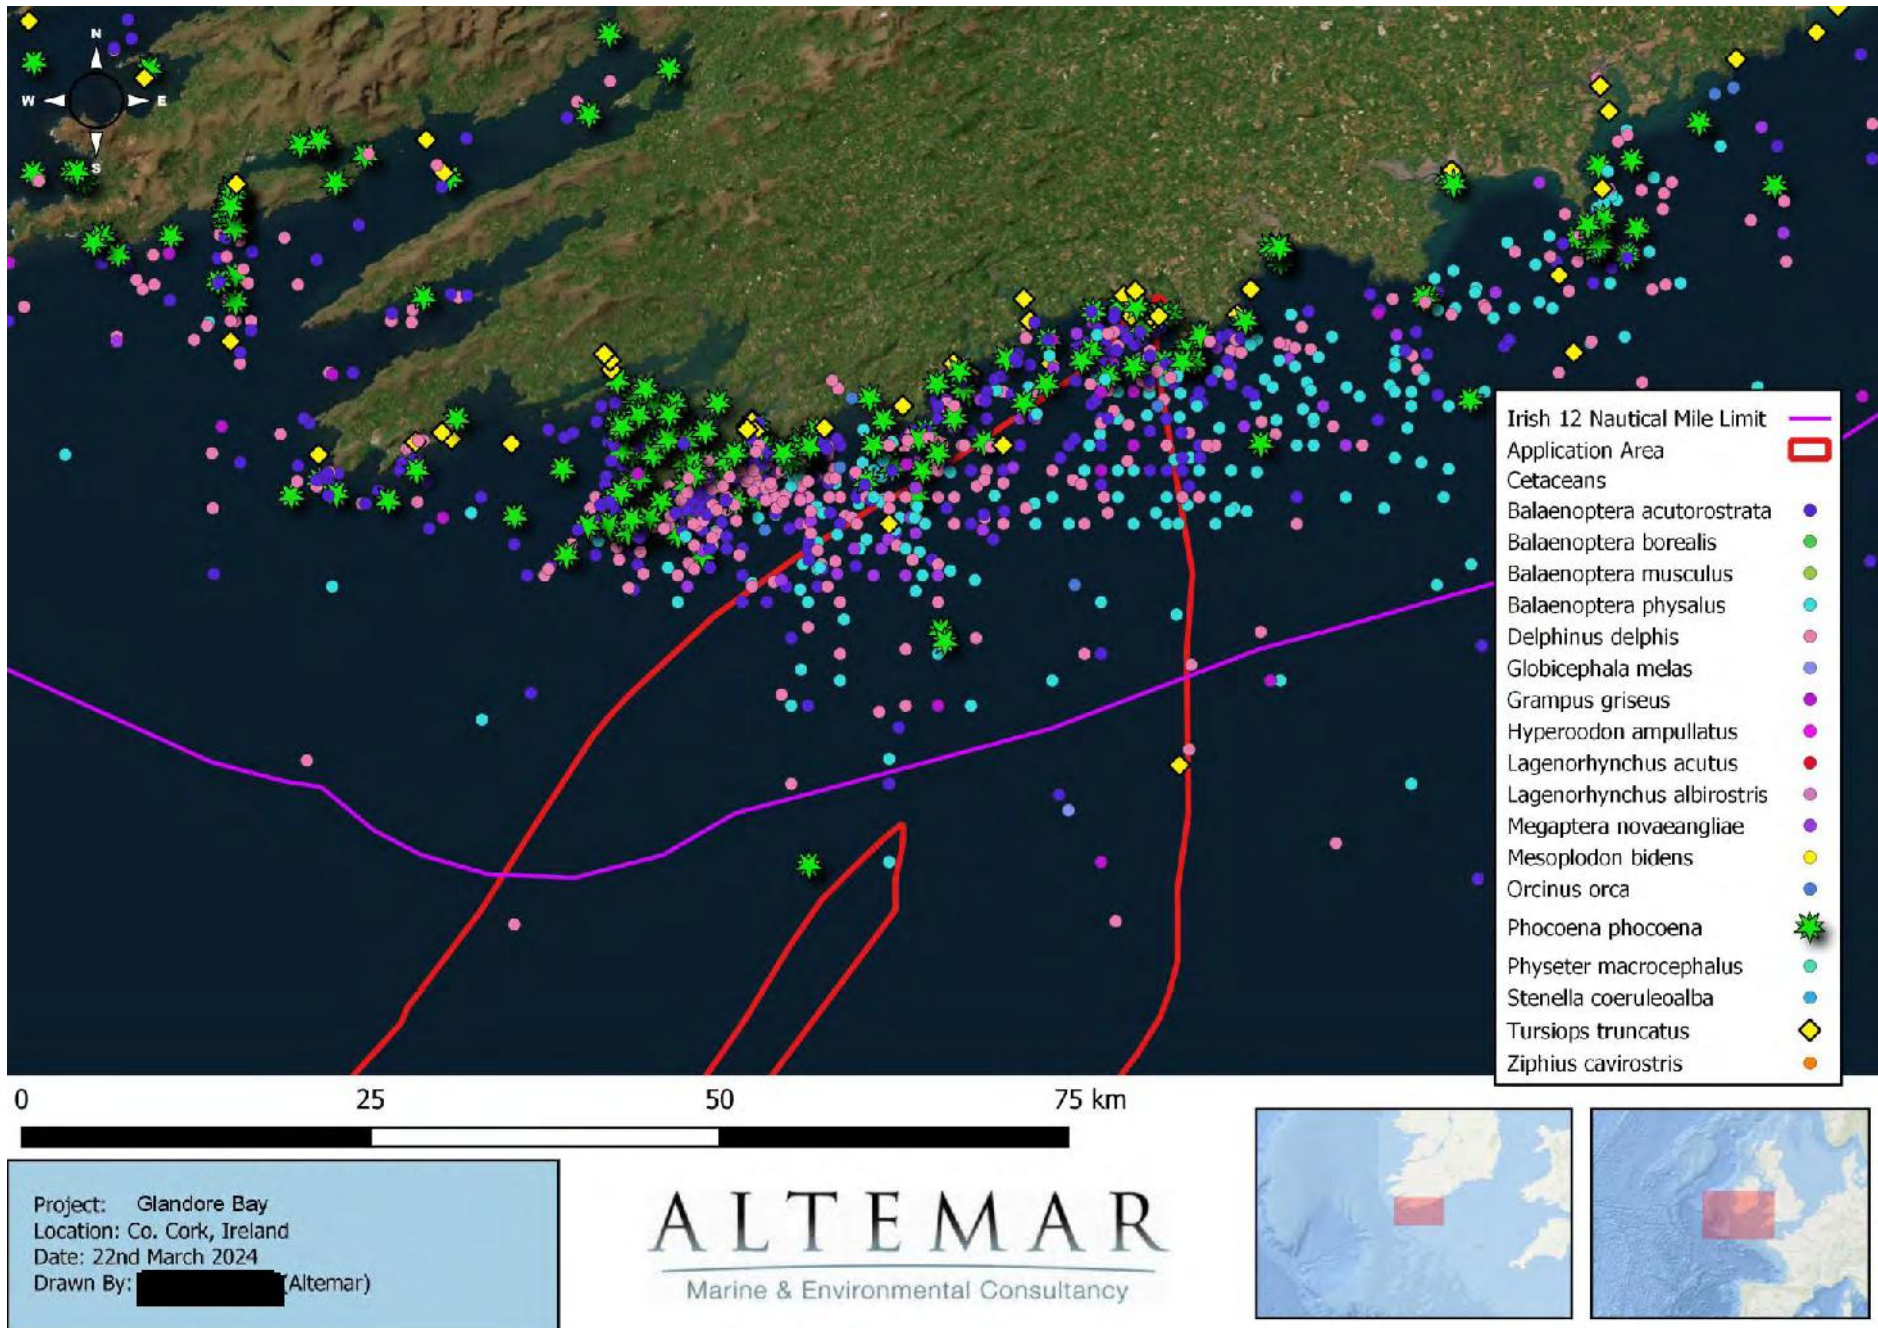 N
W
E
S
Irish 12 Nautical Mile Limit
Application Area
Cetaceans
Balaenoptera acutorostrata
Balaenoptera borealis
Balaenoptera musculus
Balaenoptera physalus
Delphinus delphis
Globicephala melas
Grampus griseus
Hyperoodon ampullatus
Lagenorhynchus acutus
Lagenorhynchus albirostris
Megaptera novaeangliae
Mesoplodon bidens
Orcinus orca
Phocoena phocoena
Physeter macrocephalus
Stenella coeruleoalba
Tursiops truncatus
Ziphius cavirostris
0 25 50 75 km
Project: Glandore Bay
Location: Co. Cork, Ireland
Date: 22nd March 2024
Drawn By: (Altemar)
ALTEMAR
Marine & Environmental Consultancy